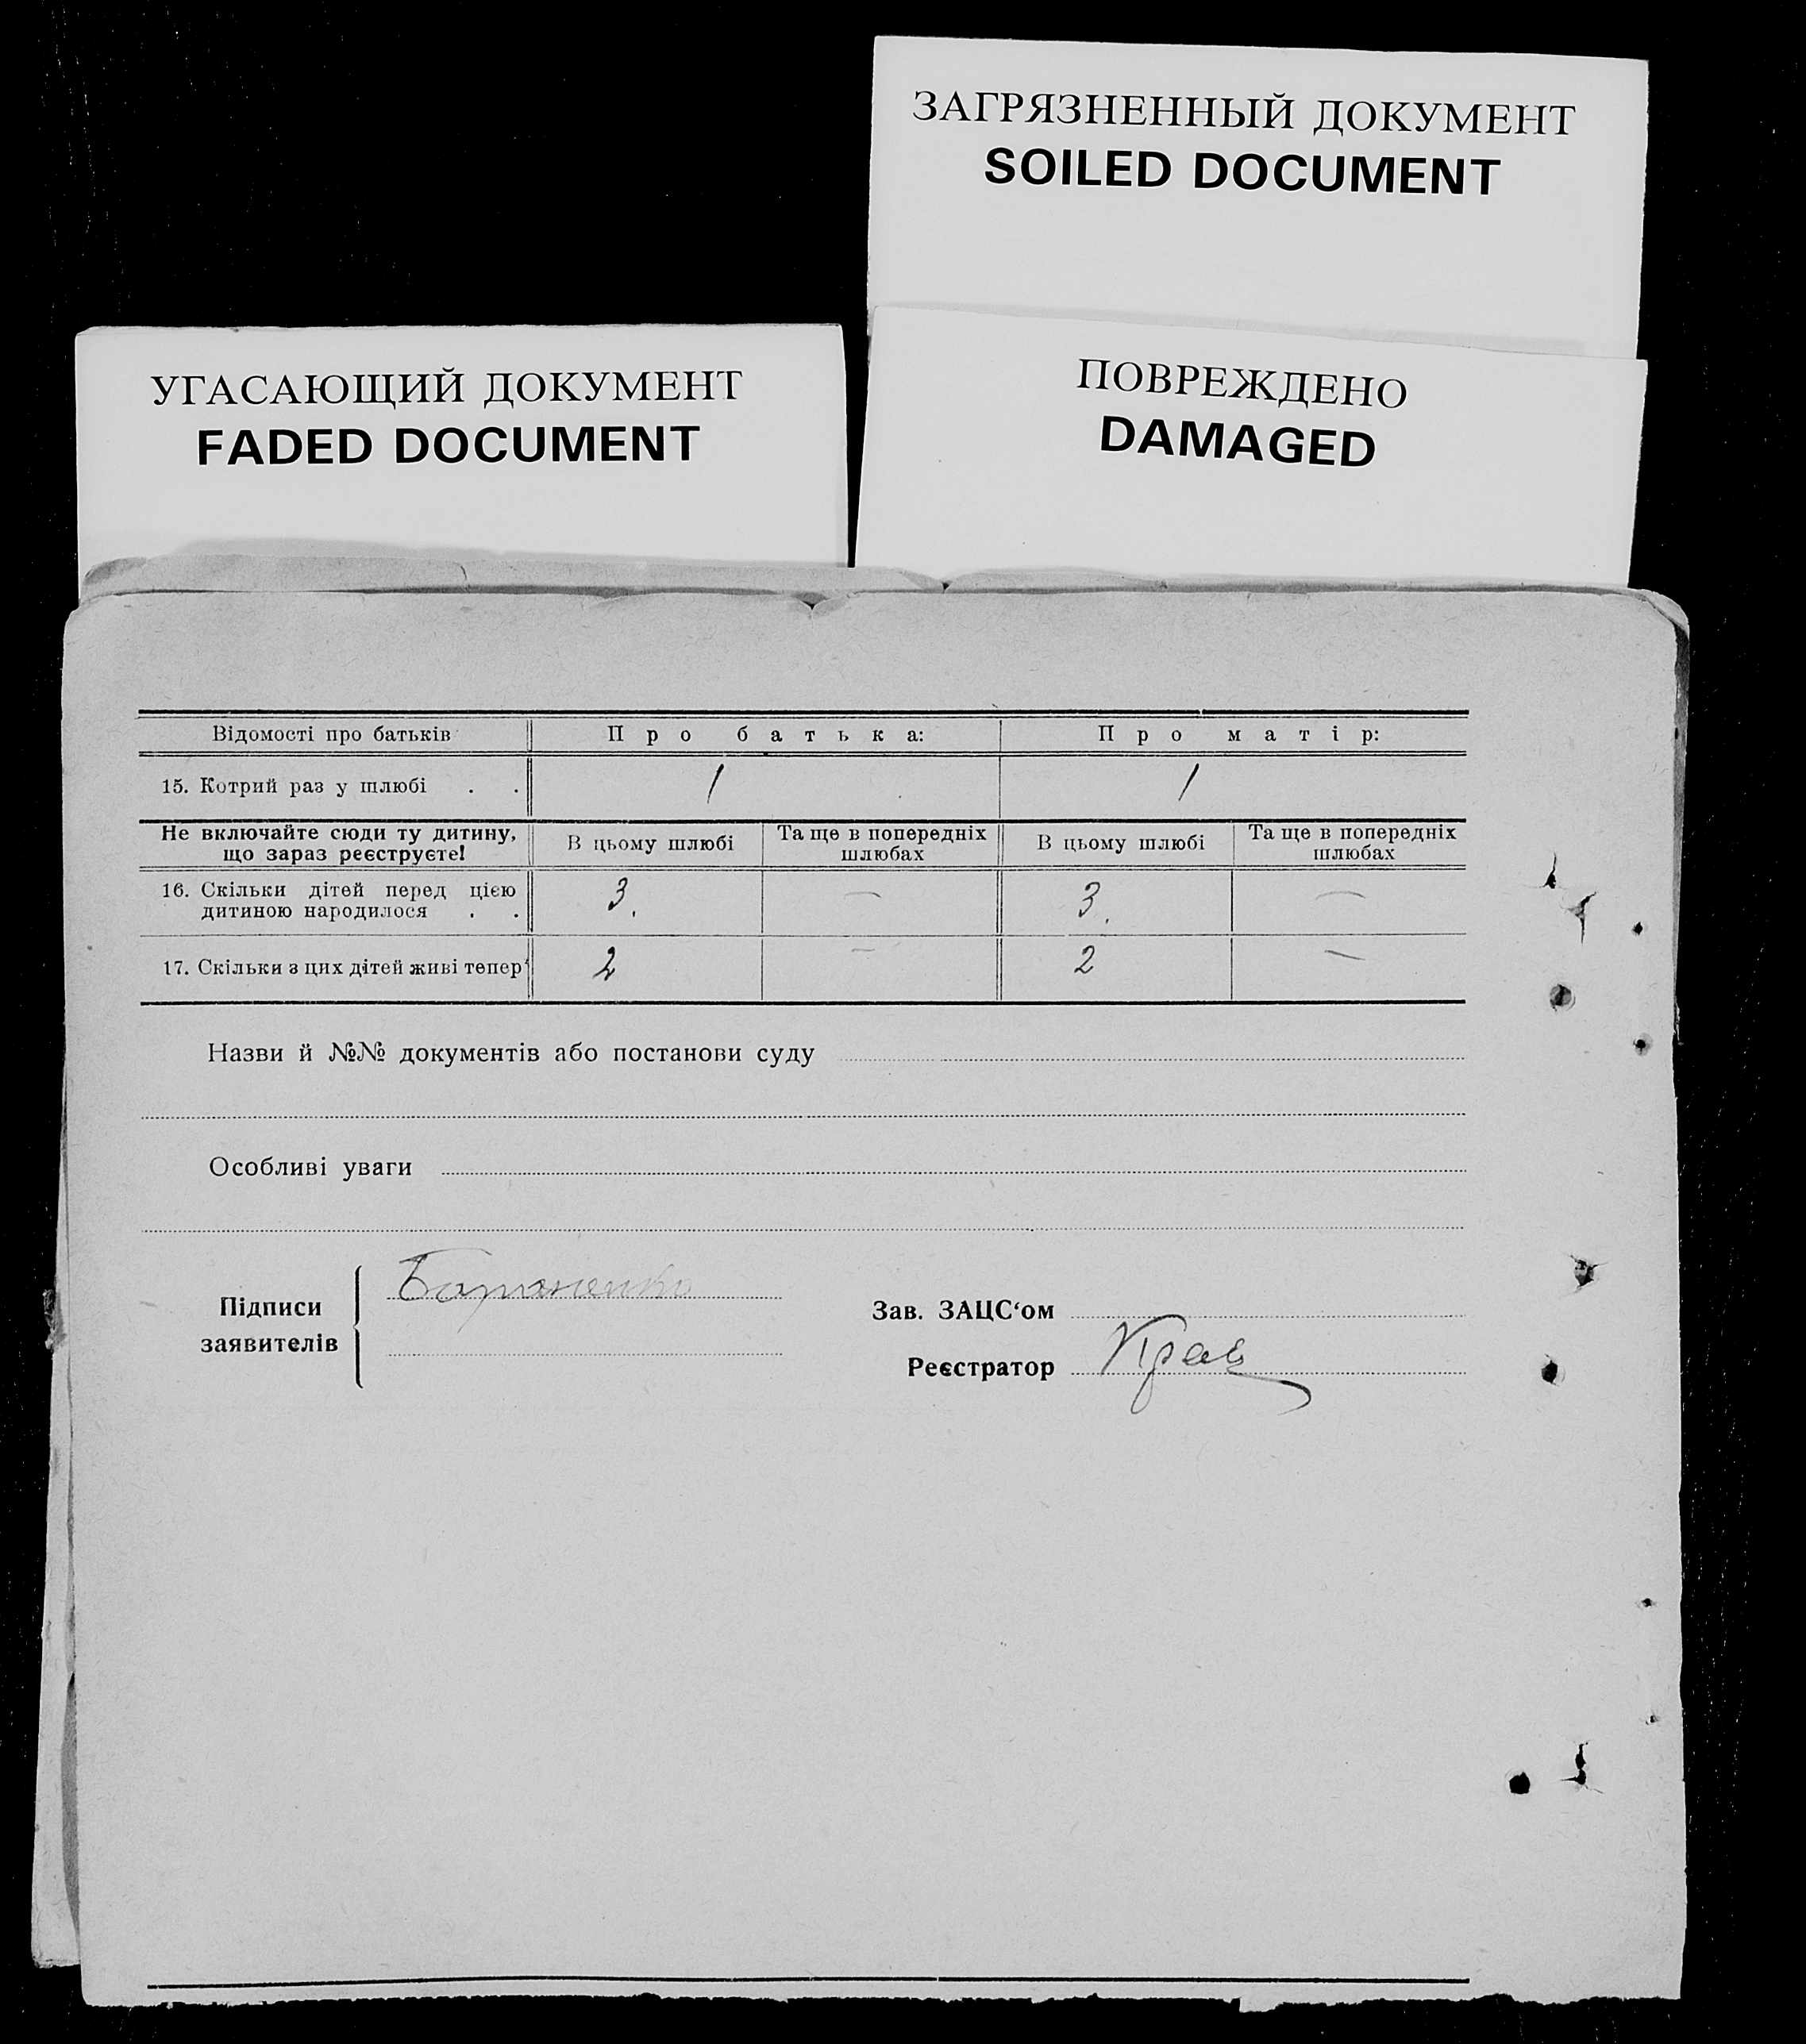 ЗАГРЯЗНЕННЫЙ ДОКУМЕНТ
SOILED DOCUMENT
УГАСАЮЩИЙ ДОКУМЕНТ
FADED DOCUMENT
ПОВРЕЖДЕНО
DAMAGED
Відомості про батьків Про батька: Про матір:
15. Котрий раз у шлюбі . . 1 1
Не включайте сюди ту дитину, що зараз реєструєте! В цьому шлюбі Та ще в попередніх шлюбах В цьому шлюбі Та ще в попередніх шлюбах
16. Скільки дітей перед цією дитиною народилося . . 3. — 3. —
17. Скільки з цих дітей живі тепер 2 — 2 —
Назви й №№ документів або постанови суду
Особливі уваги
Підписи заявителів
Зав. ЗАЦС‘ом
Реєстратор